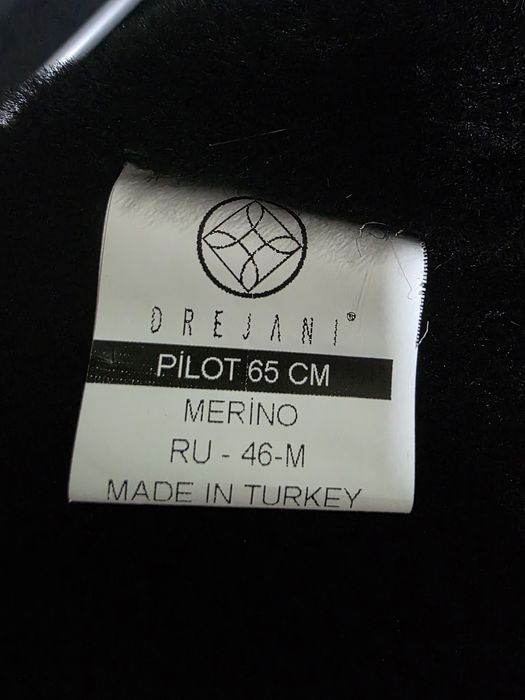 DREJANI®
PİLOT 65 CM
MERİNO
RU - 46-M
MADE IN TURKEY